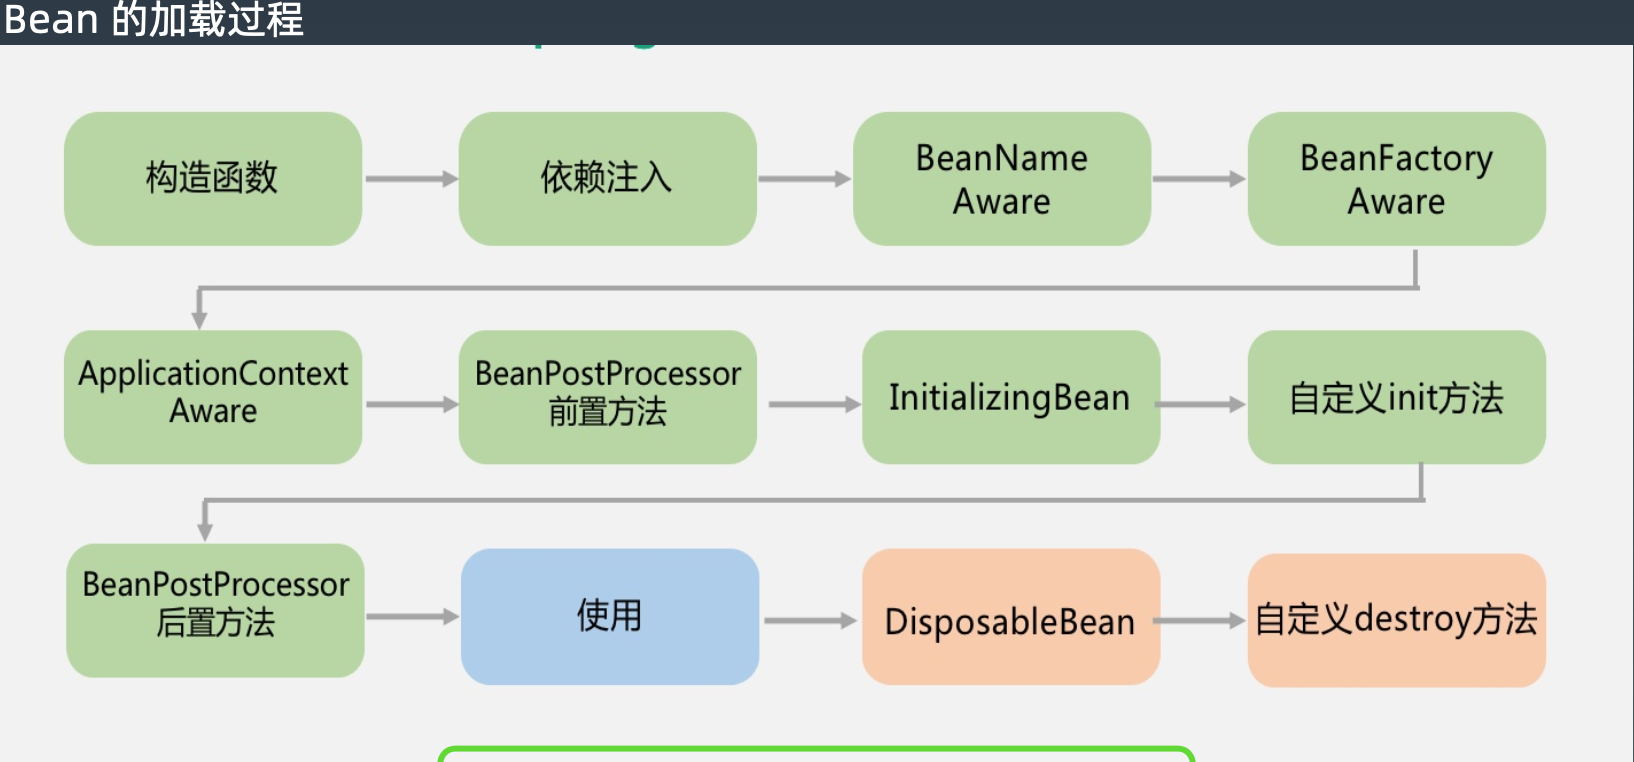 Bean 的加载过程
构造函数
依赖注入
BeanName
Aware
BeanFactory
Aware
ApplicationContext
Aware
BeanPostProcessor
前置方法
InitializingBean
自定义init方法
BeanPostProcessor
后置方法
使用
DisposableBean
自定义destroy方法